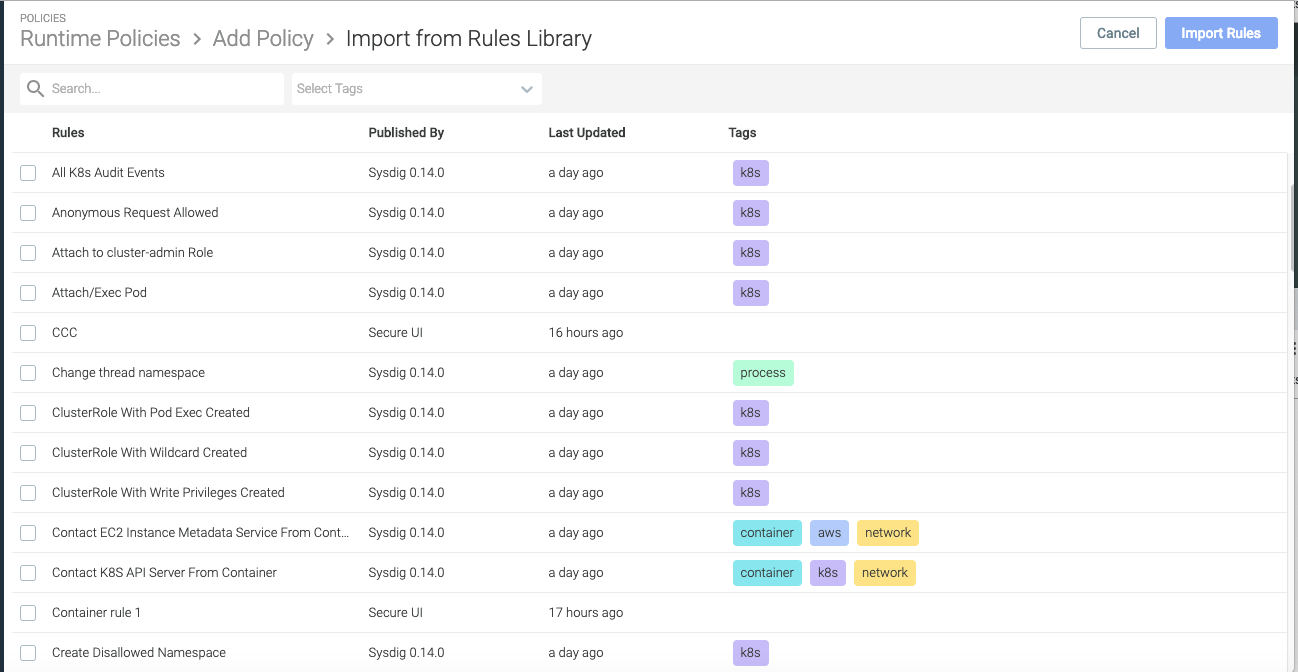 POLICIES
Runtime Policies > Add Policy > Import from Rules Library
Cancel
Import Rules
Search...
Select Tags
Rules Published By Last Updated Tags
All K8s Audit Events Sysdig 0.14.0 a day ago k8s
Anonymous Request Allowed Sysdig 0.14.0 a day ago k8s
Attach to cluster-admin Role Sysdig 0.14.0 a day ago k8s
Attach/Exec Pod Sysdig 0.14.0 a day ago k8s
CCC Secure UI 16 hours ago
Change thread namespace Sysdig 0.14.0 a day ago process
ClusterRole With Pod Exec Created Sysdig 0.14.0 a day ago k8s
ClusterRole With Wildcard Created Sysdig 0.14.0 a day ago k8s
ClusterRole With Write Privileges Created Sysdig 0.14.0 a day ago k8s
Contact EC2 Instance Metadata Service From Cont... Sysdig 0.14.0 a day ago container aws network
Contact K8S API Server From Container Sysdig 0.14.0 a day ago container k8s network
Container rule 1 Secure UI 17 hours ago
Create Disallowed Namespace Sysdig 0.14.0 a day ago k8s